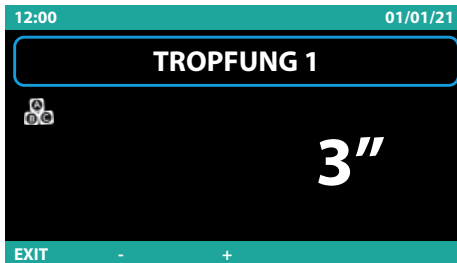 12:00 01/01/21
TROPFUNG 1
A
B C
3"
EXIT - +